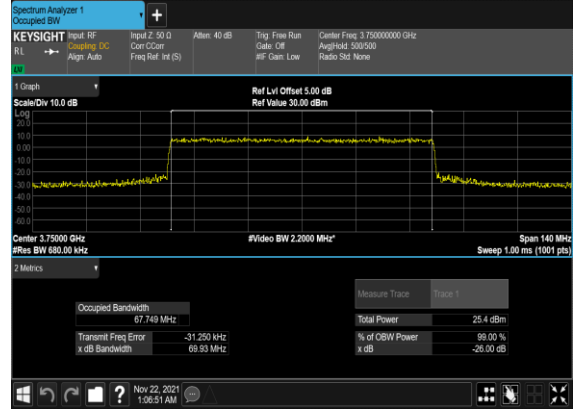 Spectrum Analyzer 1
Occupied BW
+
KEYSIGHT Input: RF Input Z: 50 Ω Atten: 40 dB Trig: Free Run Center Freq: 3.750000000 GHz
RL Coupling: DC Corr CCorr Gate: Off Avg|Hold: 500/500
Align: Auto Freq Ref: Int (S) #IF Gain: Low Radio Std: None
1 Graph Ref Lvl Offset 5.00 dB
Scale/Div 10.0 dB Ref Value 30.00 dBm
Log
20.0
10.0
0.00
-10.0
-20.0
-30.0
-40.0
-50.0
-60.0
Center 3.75000 GHz #Video BW 2.2000 MHz* Span 140 MHz
#Res BW 680.00 kHz Sweep 1.00 ms (1001 pts)
2 Metrics
Measure Trace Trace 1
Occupied Bandwidth
67.749 MHz Total Power 25.4 dBm
Transmit Freq Error -31.250 kHz % of OBW Power 99.00 %
x dB Bandwidth 69.93 MHz x dB -26.00 dB
? Nov 22, 2021
1:06:51 AM